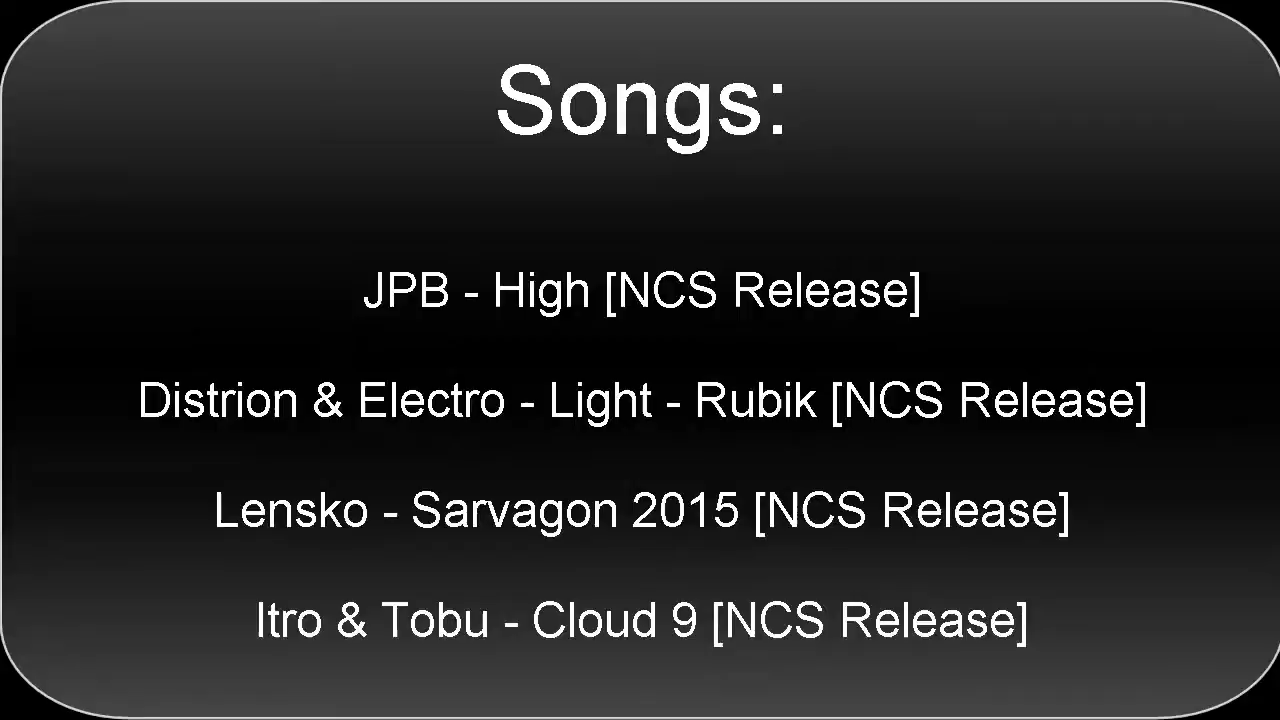 Songs:
JPB - High [NCS Release]
Distrion & Electro - Light - Rubik [NCS Release]
Lensko - Sarvagon 2015 [NCS Release]
Itro & Tobu - Cloud 9 [NCS Release]